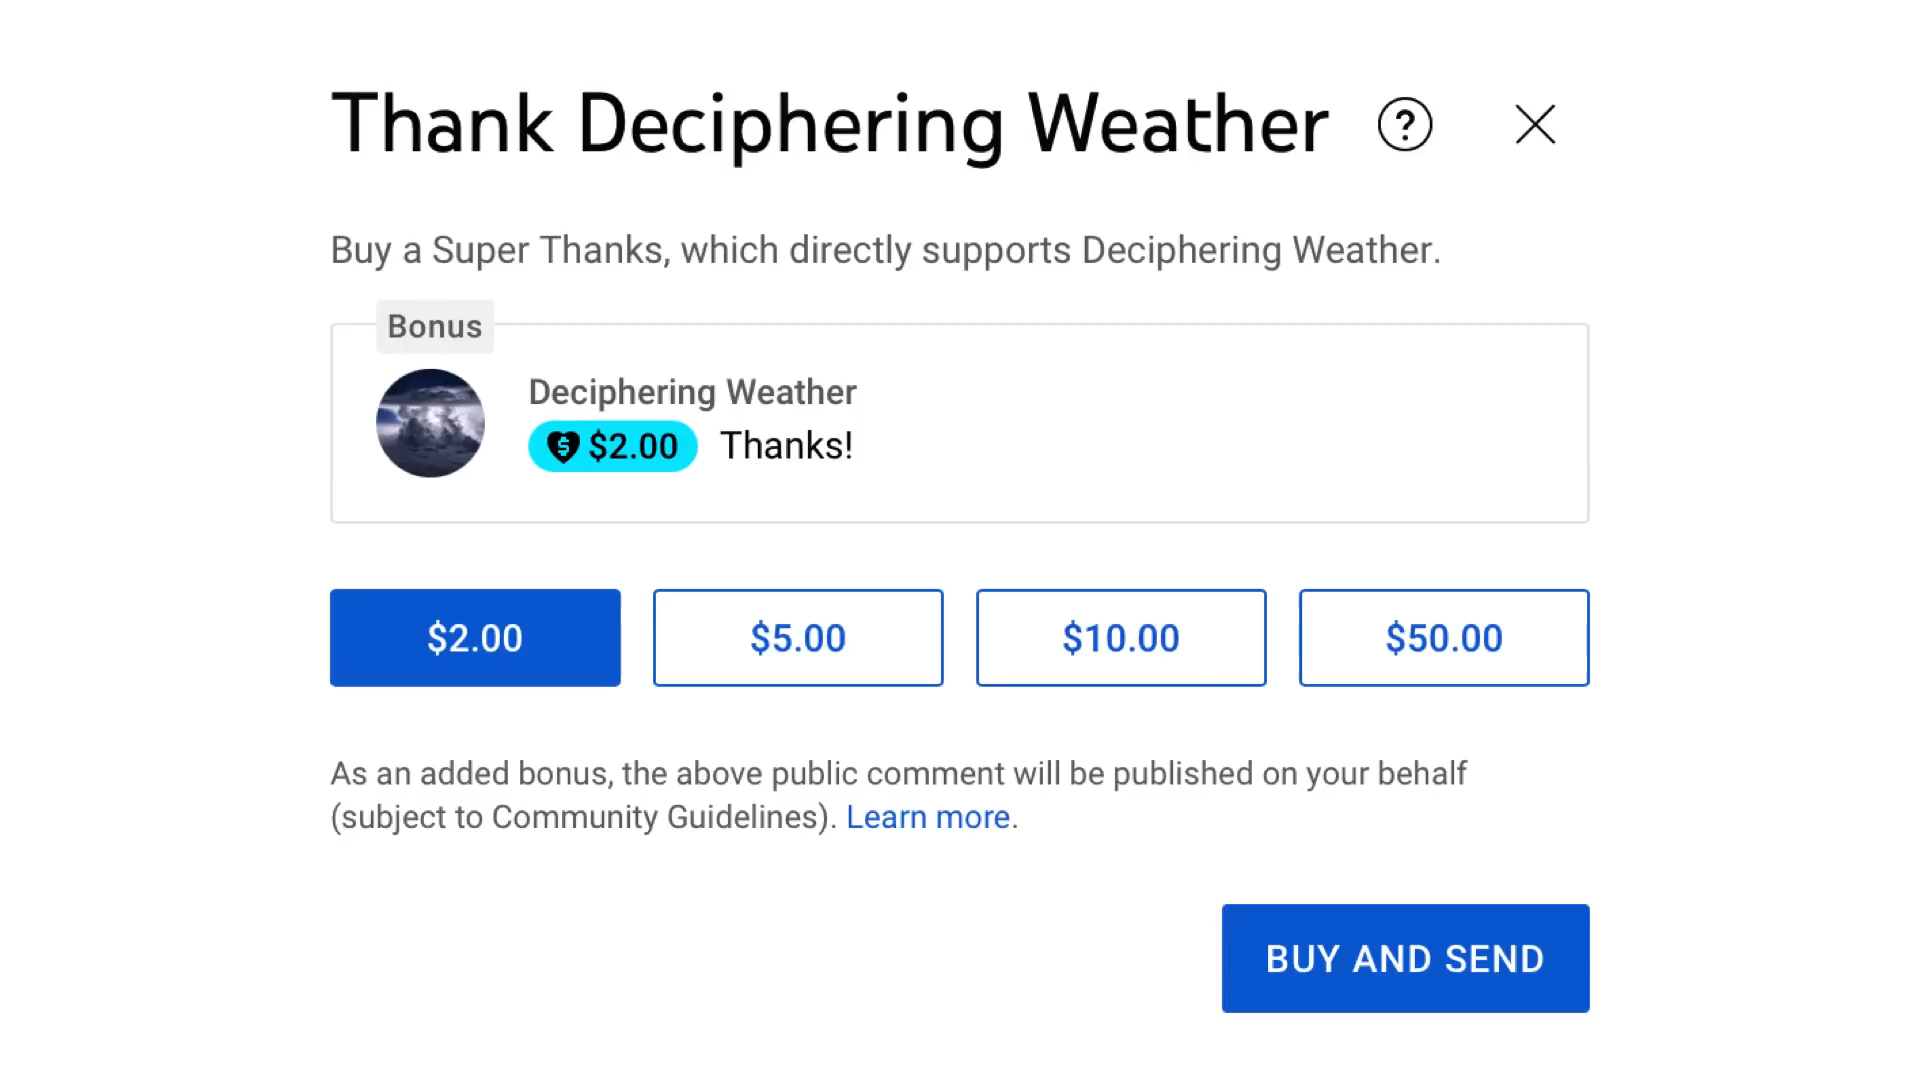 Thank Deciphering Weather ?
Buy a Super Thanks, which directly supports Deciphering Weather.
Bonus
Deciphering Weather
$ $2.00 Thanks!
$2.00 $5.00 $10.00 $50.00
As an added bonus, the above public comment will be published on your behalf
(subject to Community Guidelines). Learn more.
BUY AND SEND